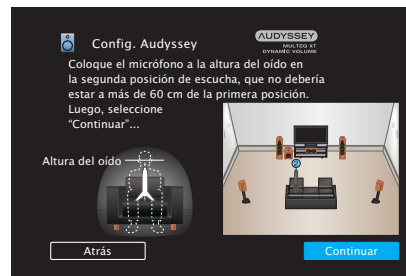 Config. Audyssey
AUDYSSEY
MULTEQ XT
DYNAMIC VOLUME
Coloque el micrófono a la altura del oído en
la segunda posición de escucha, que no debería
estar a más de 60 cm de la primera posición.
Luego, seleccione
“Continuar”...
Altura del oído
Atrás
Continuar